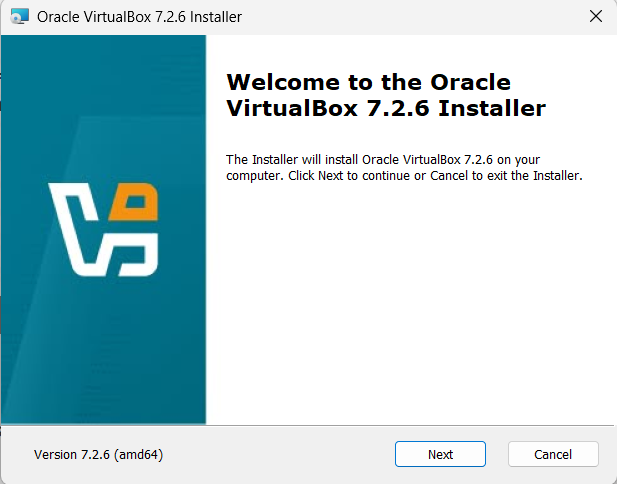 Oracle VirtualBox 7.2.6 Installer
Welcome to the Oracle
VirtualBox 7.2.6 Installer
The Installer will install Oracle VirtualBox 7.2.6 on your
computer. Click Next to continue or Cancel to exit the Installer.
Version 7.2.6 (amd64)
Next
Cancel